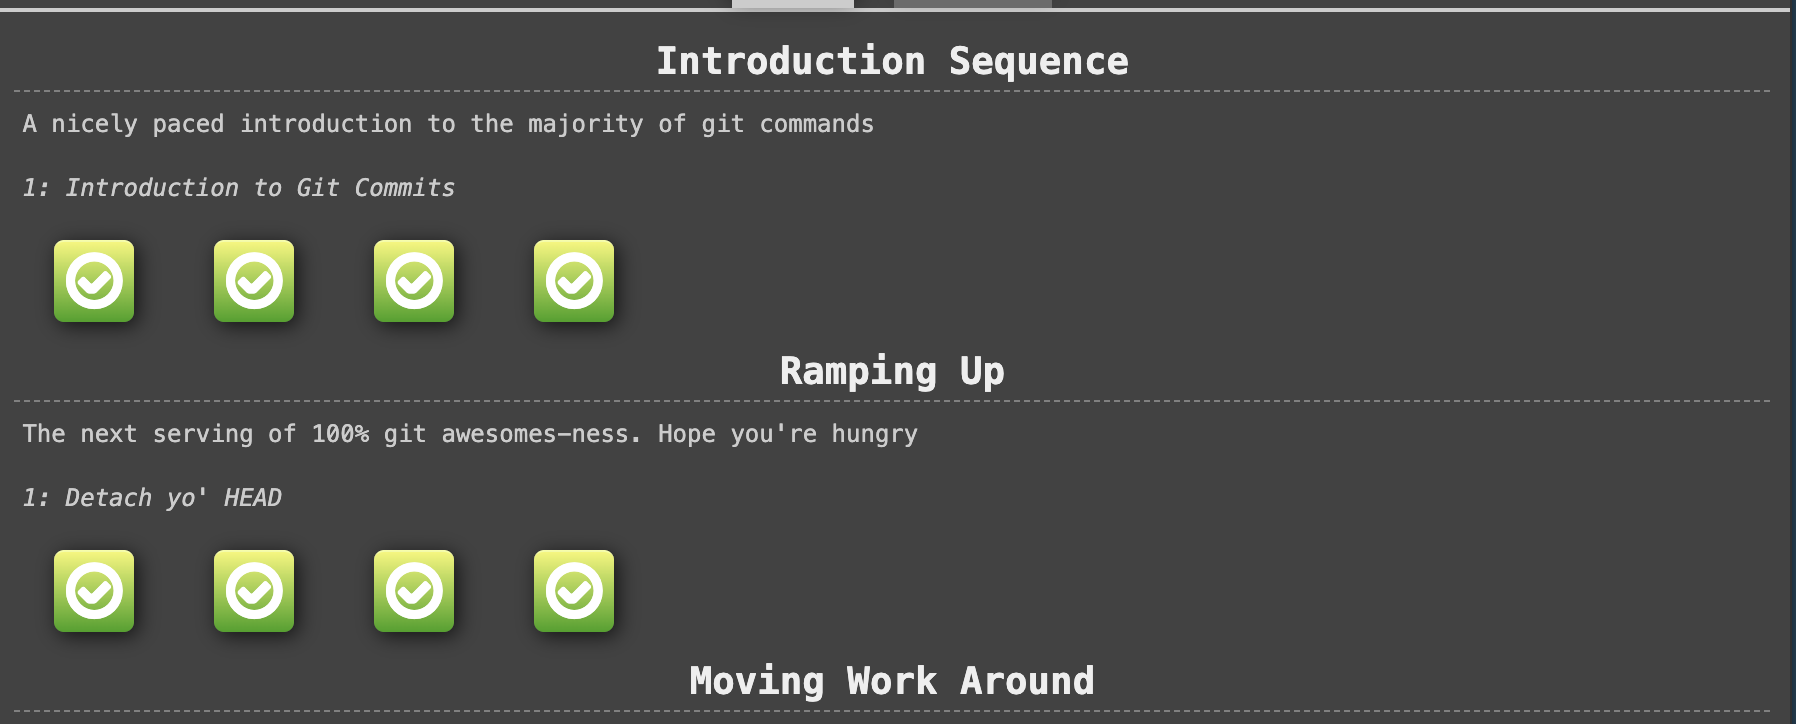 Introduction Sequence
A nicely paced introduction to the majority of git commands
1: Introduction to Git Commits
Ramping Up
The next serving of 100% git awesomes-ness. Hope you're hungry
1: Detach yo' HEAD
Moving Work Around